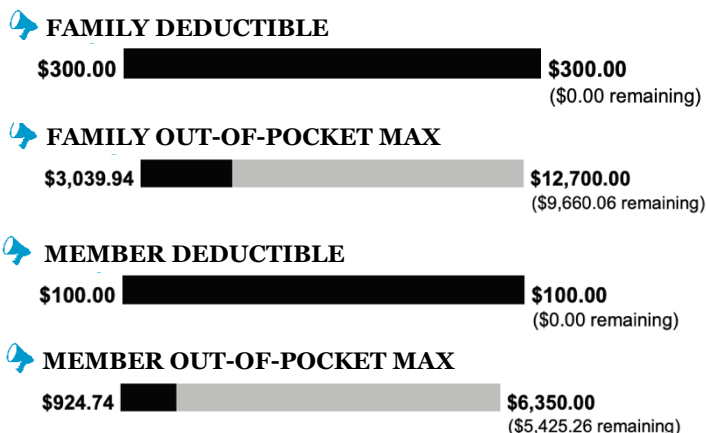 FAMILY DEDUCTIBLE
$300.00 $300.00
($0.00 remaining)
FAMILY OUT-OF-POCKET MAX
$3,039.94 $12,700.00
($9,660.06 remaining)
MEMBER DEDUCTIBLE
$100.00 $100.00
($0.00 remaining)
MEMBER OUT-OF-POCKET MAX
$924.74 $6,350.00
($5,425.26 remaining)